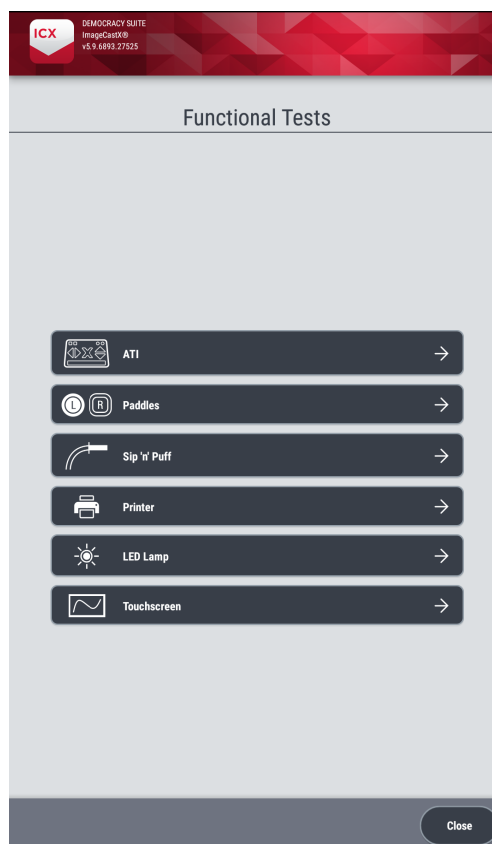 ICX
DEMOCRACY SUITE
ImageCastX®
v5.9.6893.27525
Functional Tests
ATI
L R Paddles
Sip 'n' Puff
Printer
LED Lamp
Touchscreen
Close